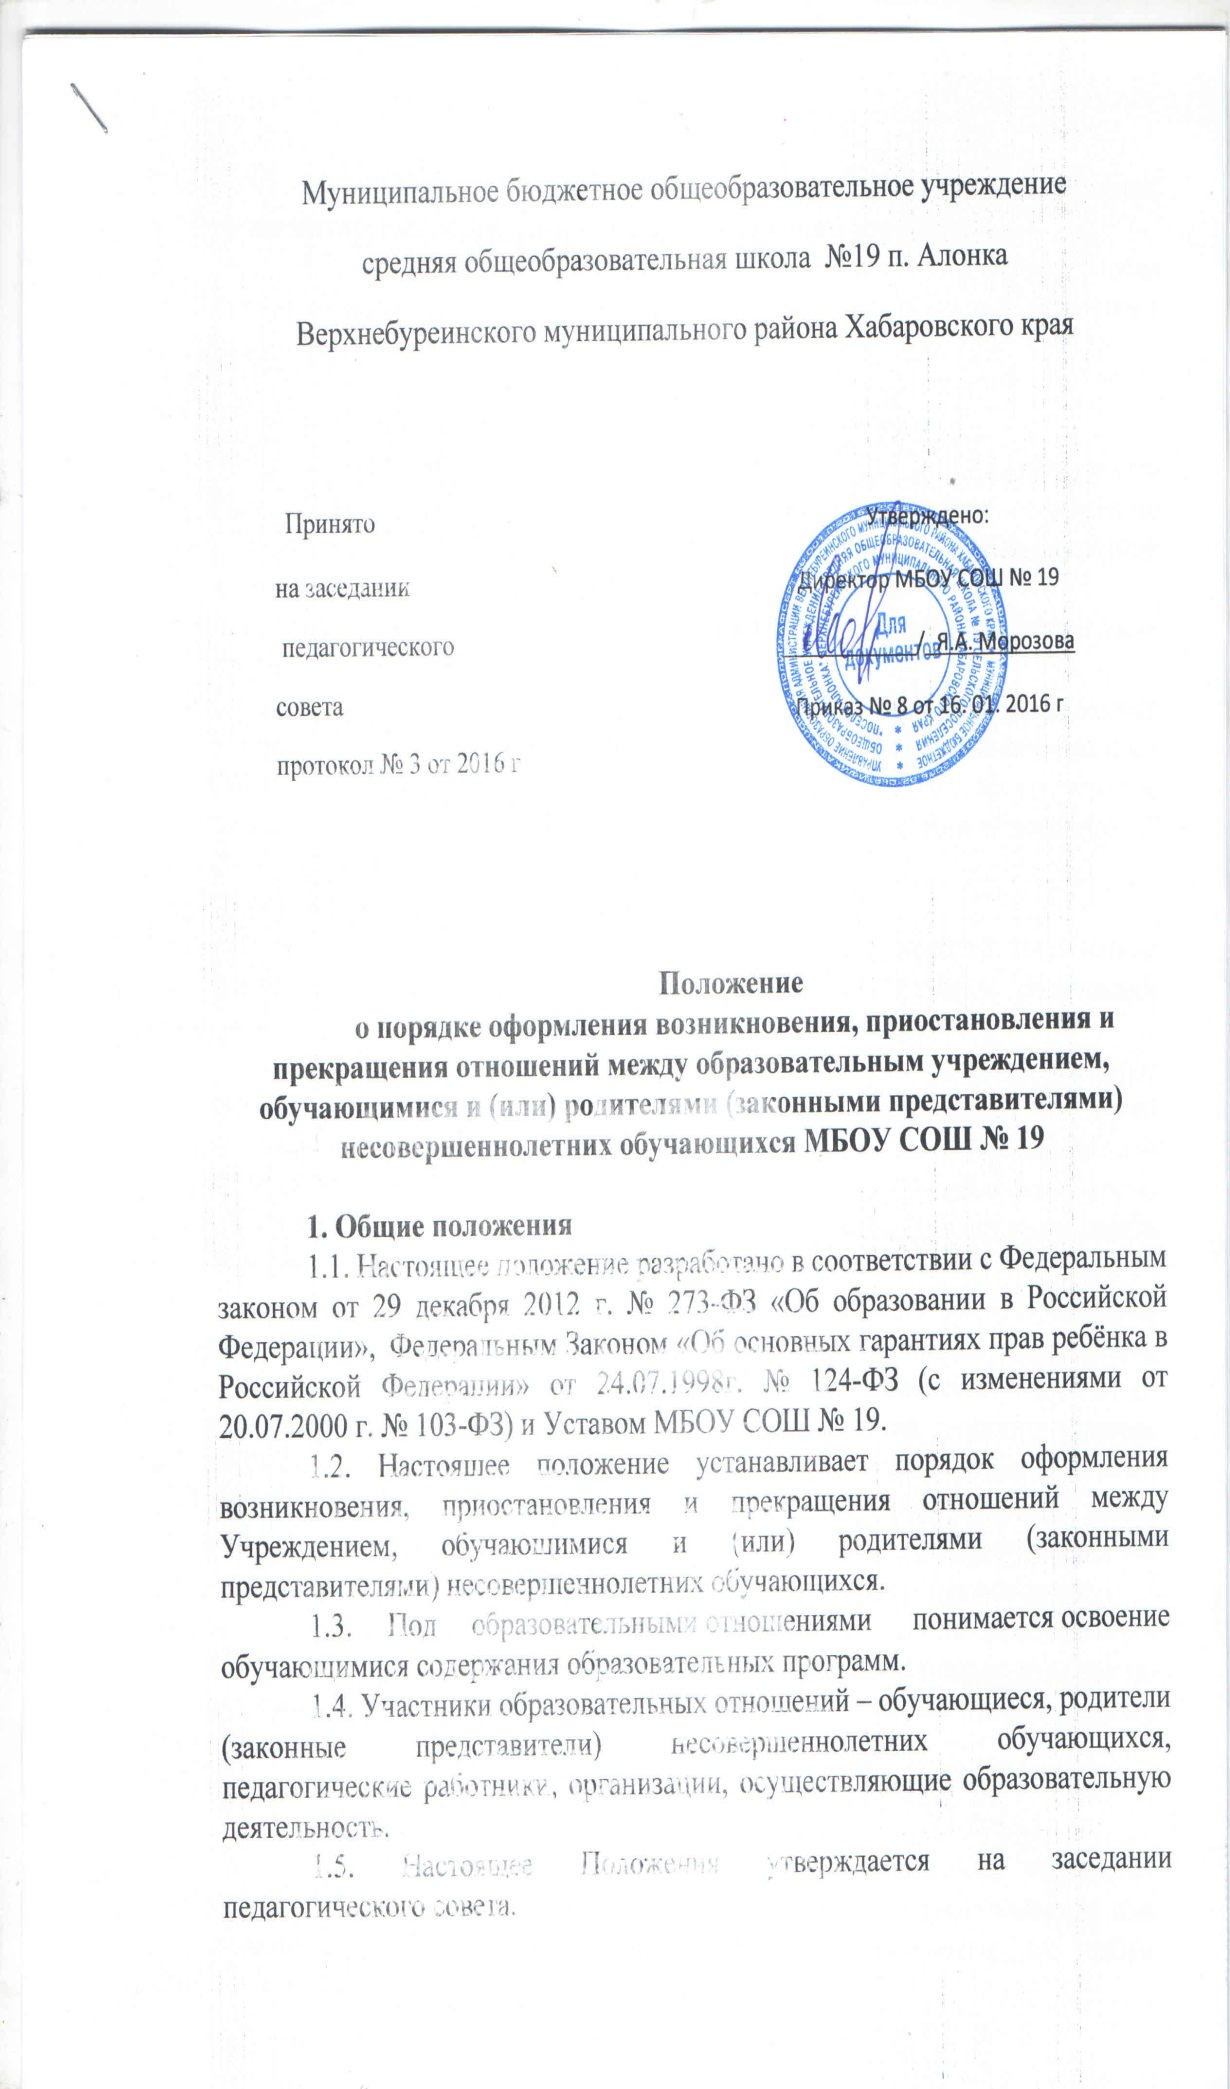 Муниципальное бюджетное общеобразовательное учреждение
средняя общеобразовательная школа №19 п. Алонка
Верхнебуреинского муниципального района Хабаровского края
Принято
на заседании
педагогического
совета
протокол № 3 от 2016 г
Утверждено:
Директор МБОУ СОШ № 19
/ Я.А. Морозова
Приказ № 8 от 16. 01. 2016 г
Для
документов
Положение
о порядке оформления возникновения, приостановления и
прекращения отношений между образовательным учреждением,
обучающимися и (или) родителями (законными представителями)
несовершеннолетних обучающихся МБОУ СОШ № 19
1. Общие положения
1.1. Настоящее положение разработано в соответствии с Федеральным
законом от 29 декабря 2012 г. № 273-ФЗ «Об образовании в Российской
Федерации», Федеральным Законом «Об основных гарантиях прав ребёнка в
Российской Федерации» от 24.07.1998г. № 124-ФЗ (с изменениями от
20.07.2000 г. № 103-ФЗ) и Уставом МБОУ СОШ № 19.
1.2. Настоящее положение устанавливает порядок оформления
возникновения, приостановления и прекращения отношений между
Учреждением, обучающимися и (или) родителями (законными
представителями) несовершеннолетних обучающихся.
1.3. Под образовательными отношениями понимается освоение
обучающимися содержания образовательных программ.
1.4. Участники образовательных отношений – обучающиеся, родители
(законные представители) несовершеннолетних обучающихся,
педагогические работники, организации, осуществляющие образовательную
деятельность.
1.5. Настоящее Положения утверждается на заседании
педагогического совета.